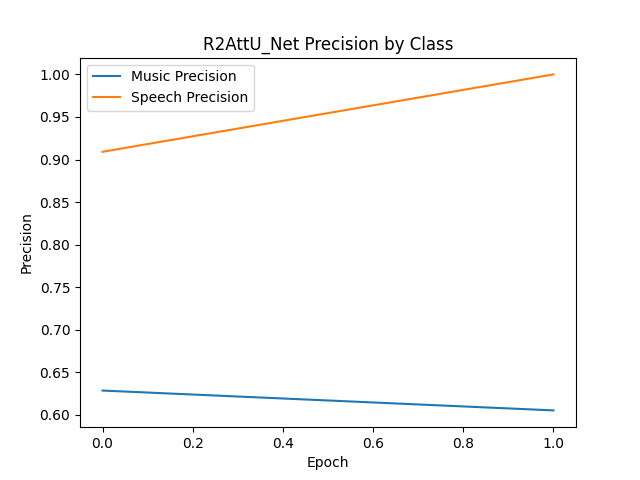 R2AttU_Net Precision by Class
Music Precision
Speech Precision
1.00
0.95
0.90
0.85
0.80
0.75
0.70
0.65
0.60
Precision
0.0 0.2 0.4 0.6 0.8 1.0
Epoch